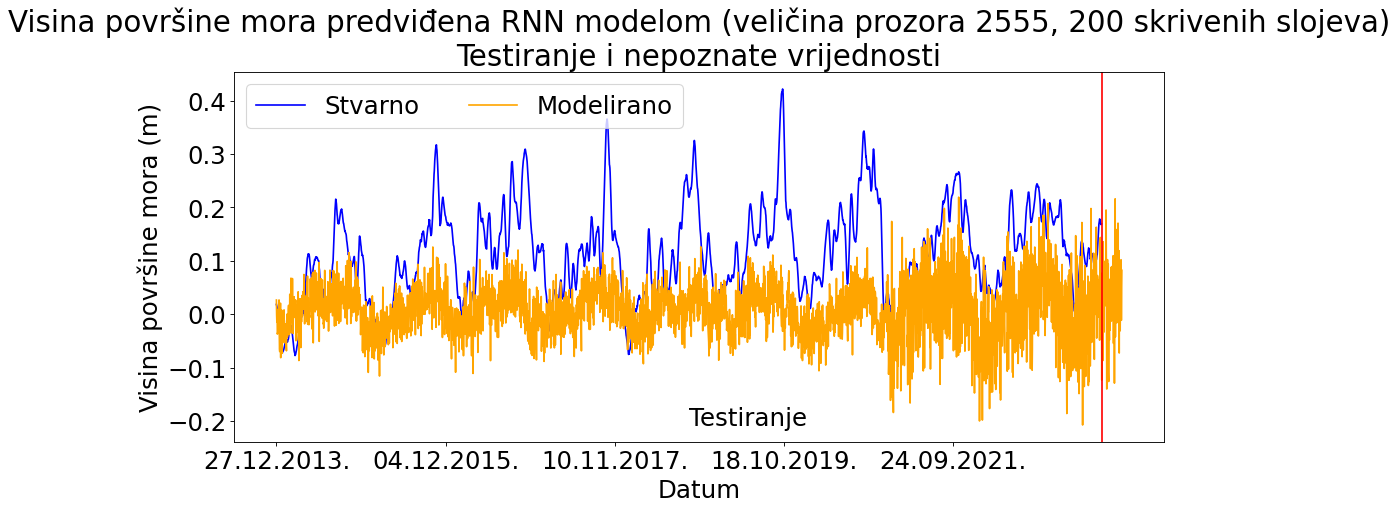 Visina površine mora predviđena RNN modelom (veličina prozora 2555, 200 skrivenih slojeva)
Testiranje i nepoznate vrijednosti
Stvarno
Modelirano
Visina površine mora (m)
0.4
0.3
0.2
0.1
0.0
−0.1
−0.2
Testiranje
27.12.2013.
04.12.2015.
10.11.2017.
18.10.2019.
24.09.2021.
Datum